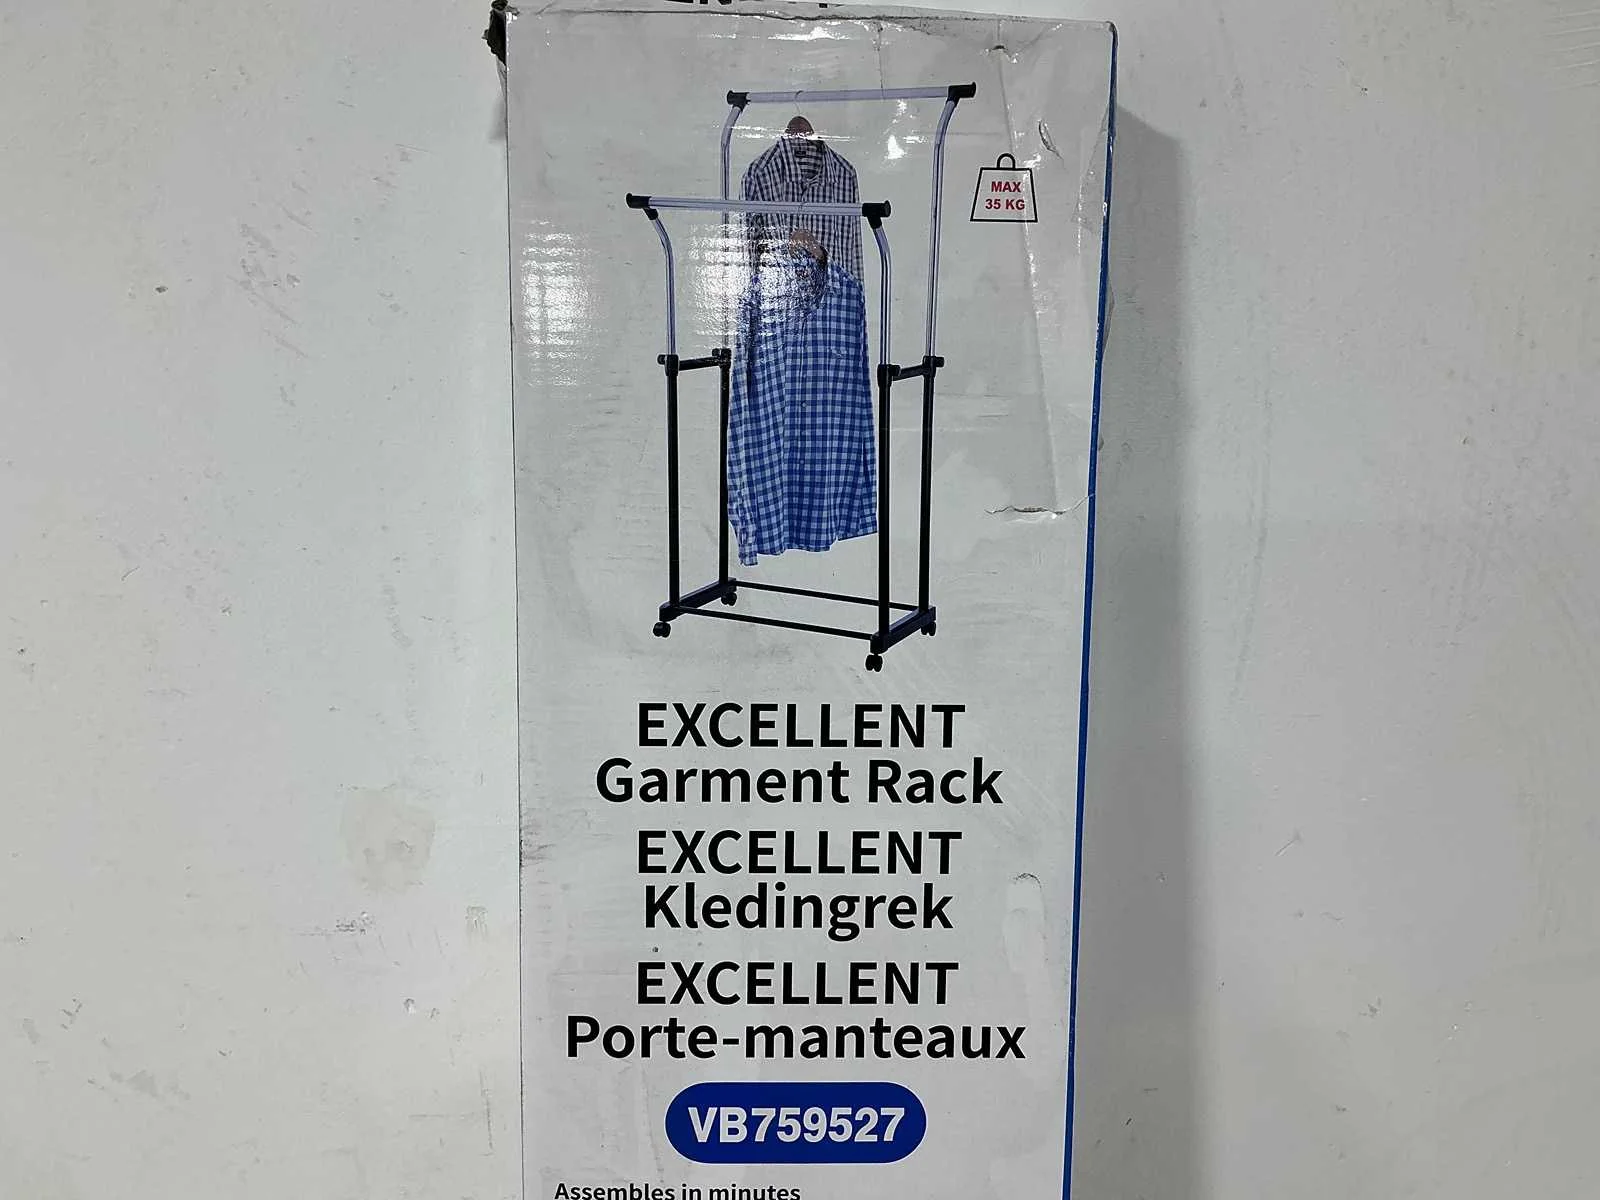 MAX
35 KG
EXCELLENT
Garment Rack
EXCELLENT
Kledingrek
EXCELLENT
Porte-manteaux
VB759527
Assembles in minutes